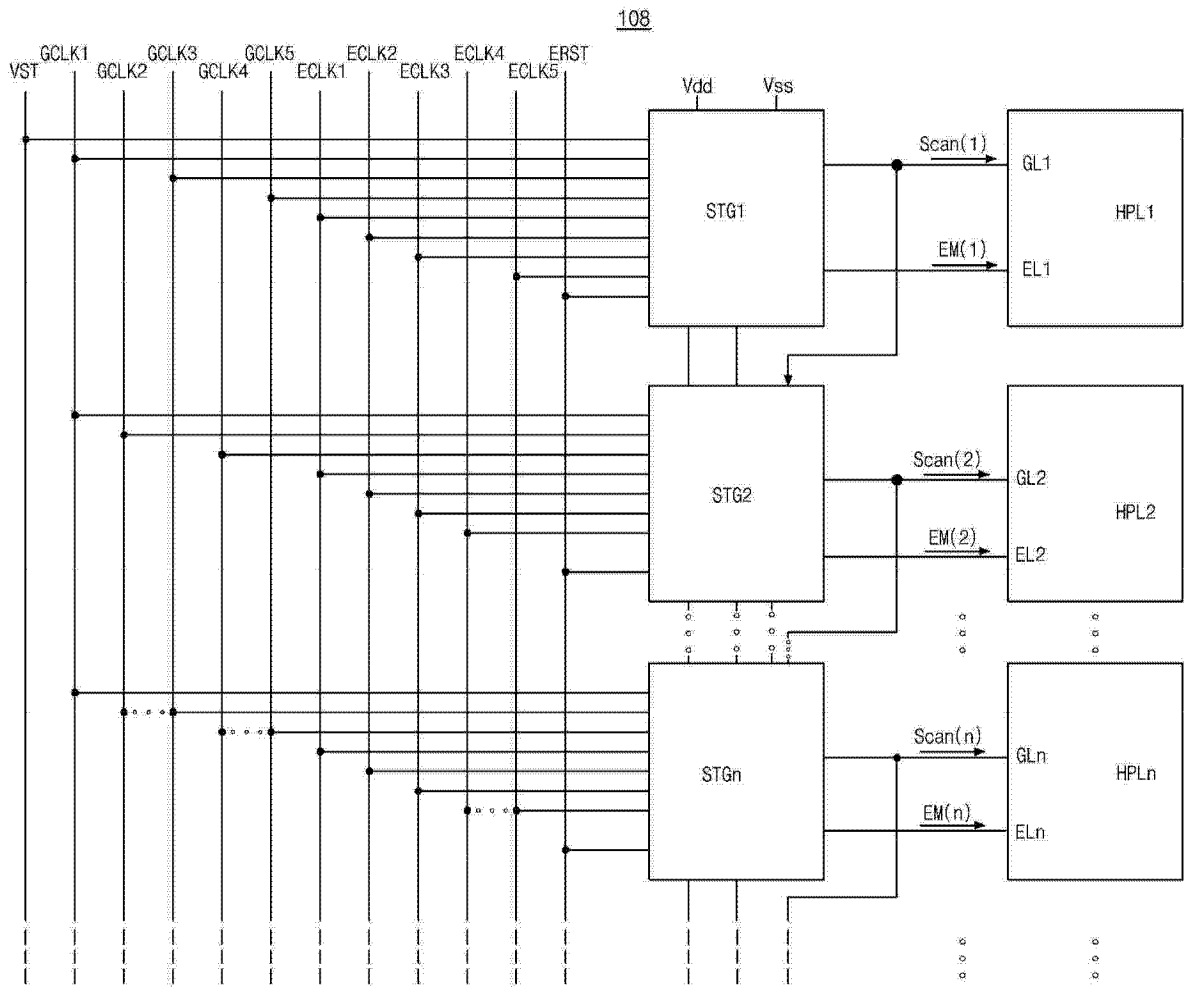 108
GCLK1 GCLK3 GCLK5 ECLK2 ECLK4 ERST
VST GCLK2 GCLK4 ECLK1 ECLK3 ECLK5
Vdd Vss
Scan(1)
GL1
STG1
HPL1
EM(1)
EL1
Scan(2)
GL2
STG2
HPL2
EM(2)
EL2
Scan(n)
GLn
STGn
HPLn
EM(n)
ELn